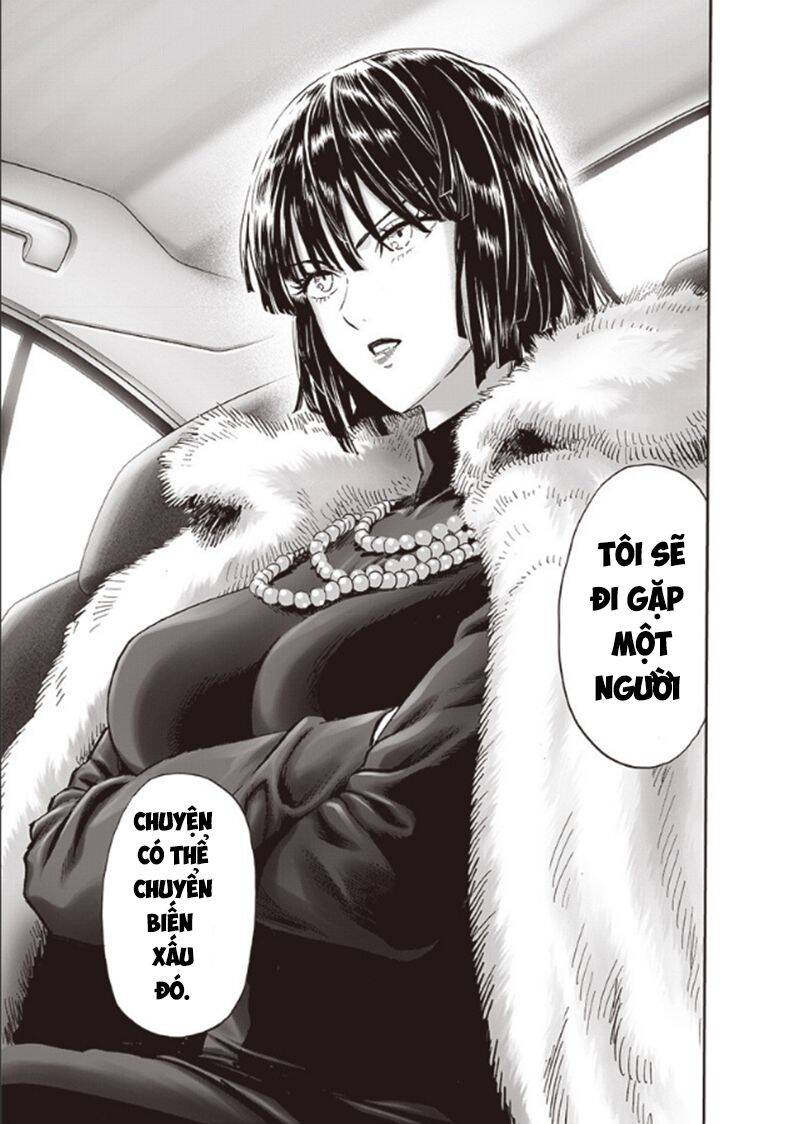 TÔI SẼ
ĐI GẶP
MỘT
NGƯỜI
CHUYỆN
CÓ THỂ
CHUYỂN
BIẾN
XẤU
ĐÓ.